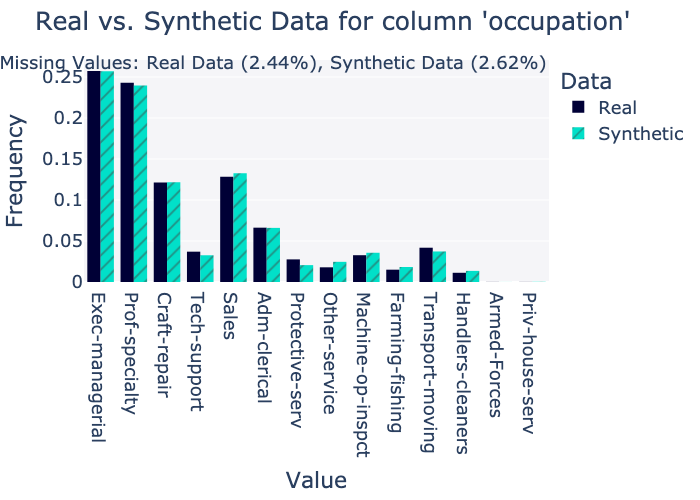 Real vs. Synthetic Data for column 'occupation'
Missing Values: Real Data (2.44%), Synthetic Data (2.62%)
Data
Real
Synthetic
Frequency
0.25
0.2
0.15
0.1
0.05
0
Exec-managerial
Prof-specialty
Craft-repair
Tech-support
Sales
Adm-clerical
Protective-serv
Other-service
Machine-op-inspct
Farming-fishing
Transport-moving
Handlers-cleaners
Armed-Forces
Priv-house-serv
Value